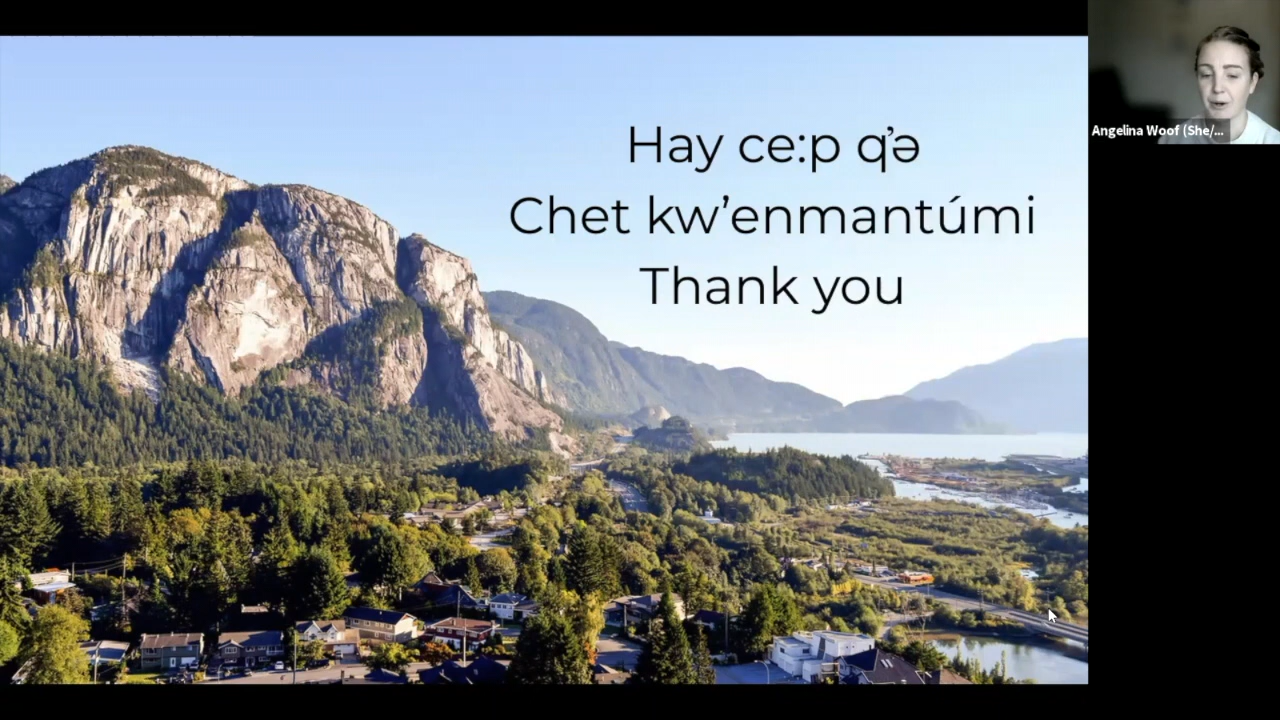 Hay ce:p q̓ə
Chet kw’enmantúmi
Thank you
Angelina Woof (She/...